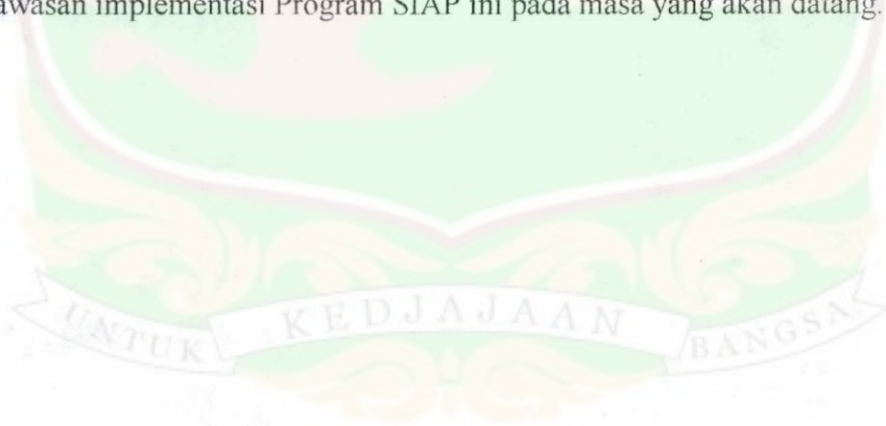 awasan implementasi Program SIAP ini pada masa yang akan datang.
UNTUK KEDJAJAAN BANGSA